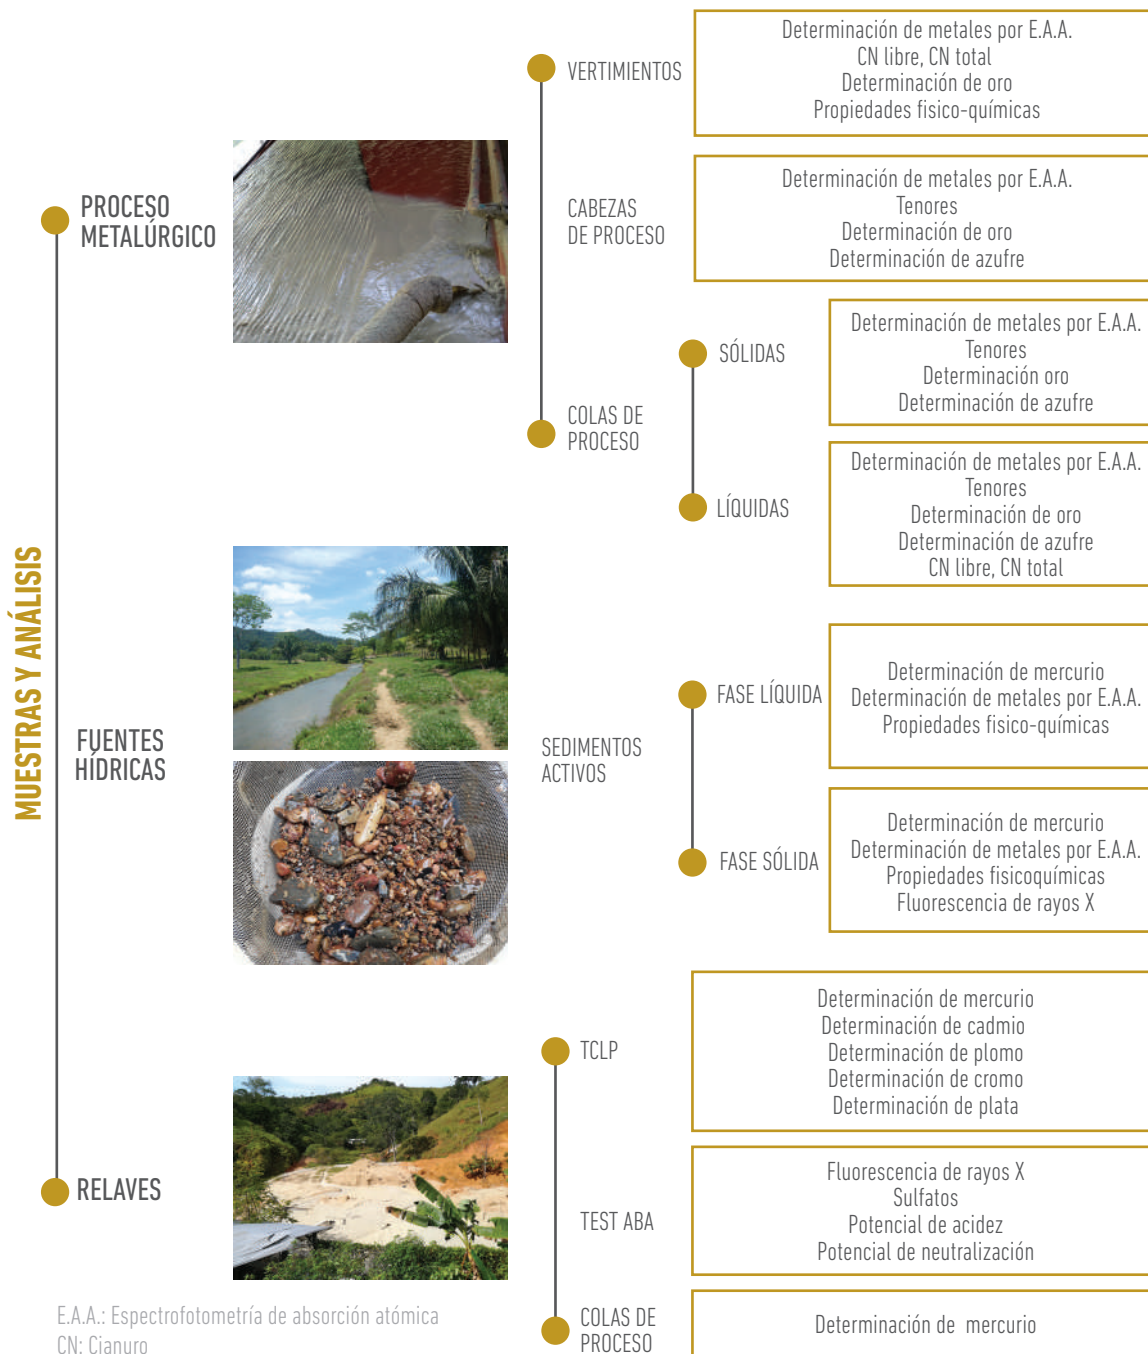 MUESTRAS Y ANÁLISIS
PROCESO
METALÚRGICO
VERTIMIENTOS
Determinación de metales por E.A.A.
CN libre, CN total
Determinación de oro
Propiedades fisico-químicas
CABEZAS
DE PROCESO
Determinación de metales por E.A.A.
Tenores
Determinación de oro
Determinación de azufre
COLAS DE
PROCESO
SÓLIDAS
Determinación de metales por E.A.A.
Tenores
Determinación oro
Determinación de azufre
LÍQUIDAS
Determinación de metales por E.A.A.
Tenores
Determinación de oro
Determinación de azufre
CN libre, CN total
FUENTES
HÍDRICAS
SEDIMENTOS
ACTIVOS
FASE LÍQUIDA
Determinación de mercurio
Determinación de metales por E.A.A.
Propiedades fisico-químicas
FASE SÓLIDA
Determinación de mercurio
Determinación de metales por E.A.A.
Propiedades fisicoquímicas
Fluorescencia de rayos X
RELAVES
TCLP
Determinación de mercurio
Determinación de cadmio
Determinación de plomo
Determinación de cromo
Determinación de plata
TEST ABA
Fluorescencia de rayos X
Sulfatos
Potencial de acidez
Potencial de neutralización
COLAS DE
PROCESO
Determinación de mercurio
E.A.A.: Espectrofotometría de absorción atómica
CN: Cianuro